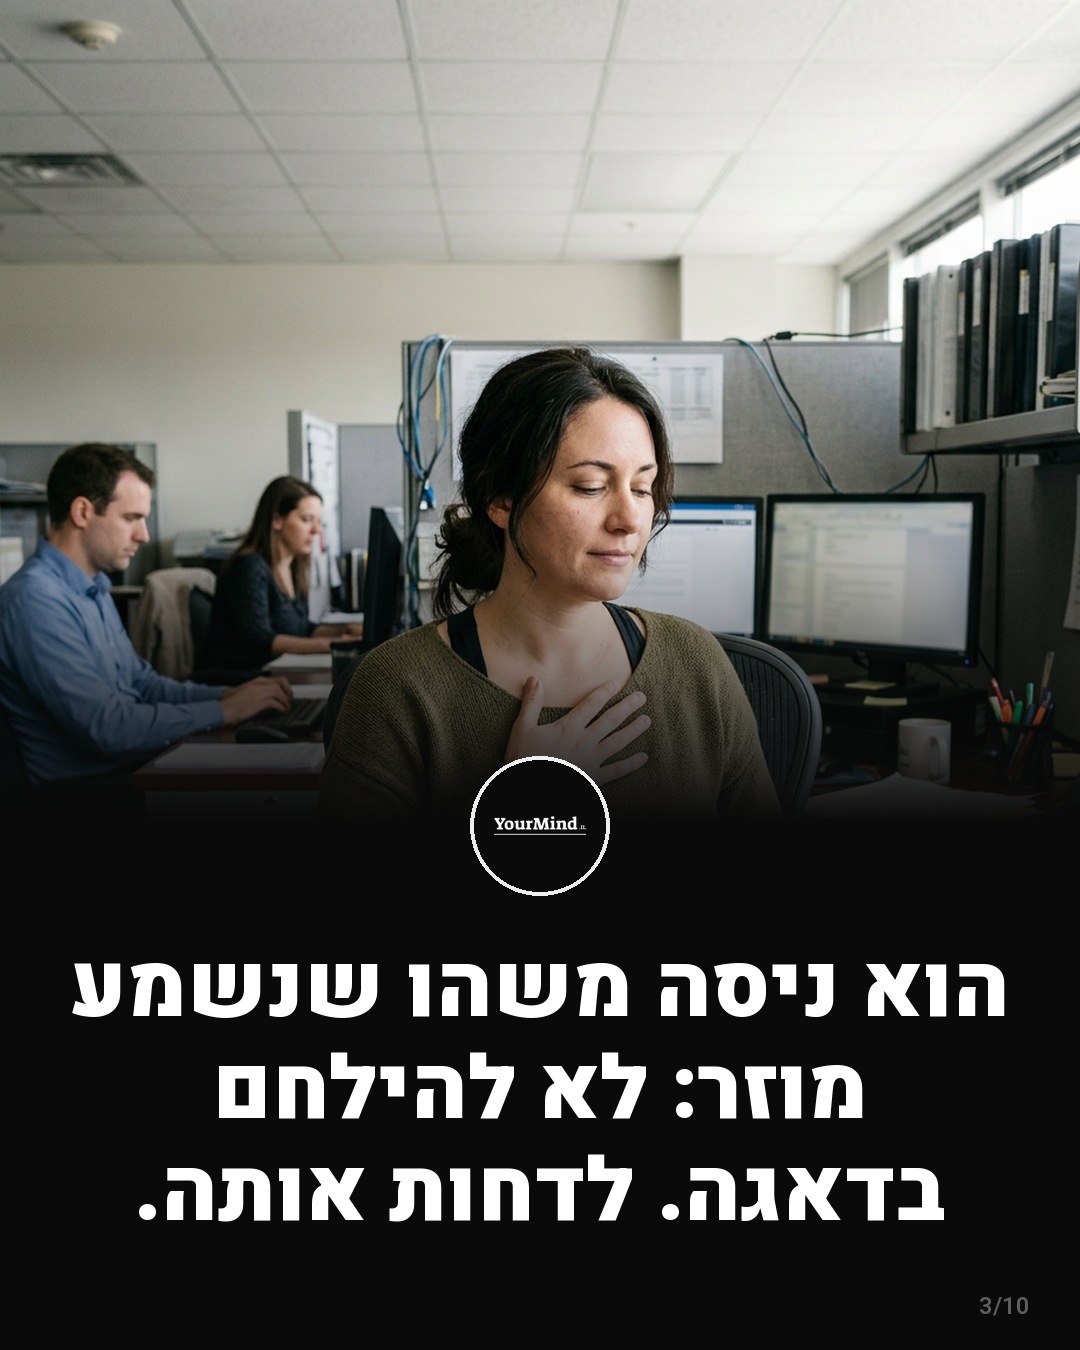 YourMind
הוא ניסה משהו שנשמע
מוזר: לא להילחם
בדאגה. לדחות אותה.
3/10